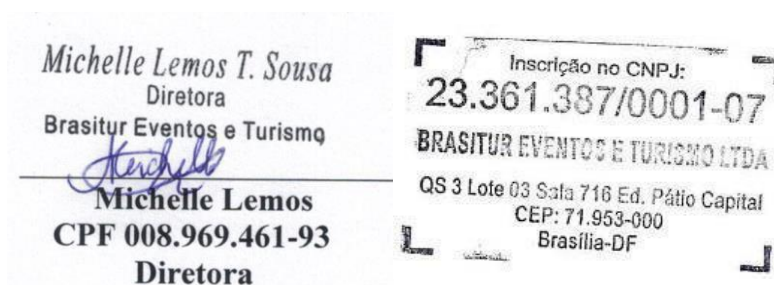 Michelle Lemos T. Sousa
Diretora
Brasitur Eventos e Turismo
Michelle Lemos
CPF 008.969.461-93
Diretora
Inscrição no CNPJ:
23.361.387/0001-07
BRASITUR EVENTOS E TURISMO LTDA
QS 3 Lote 03 Sala 716 Ed. Pátio Capital
CEP: 71.953-000
Brasília-DF